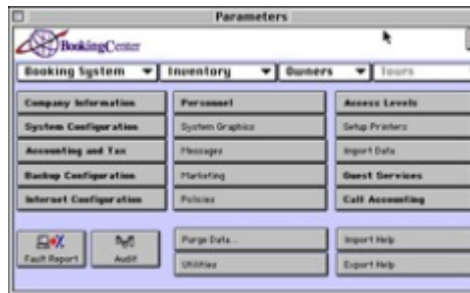 Parameters
BookingCenter
Booking System Inventory Owners Tours
Company Information Personnel Access Levels
System Configuration System Graphics Setup Printers
Accounting and Tax Messages Import Data
Backup Configuration Marketing Guest Services
Internet Configuration Policies Call Accounting
Fault Report Audit Purge Data... Import Help
Utilities Export Help